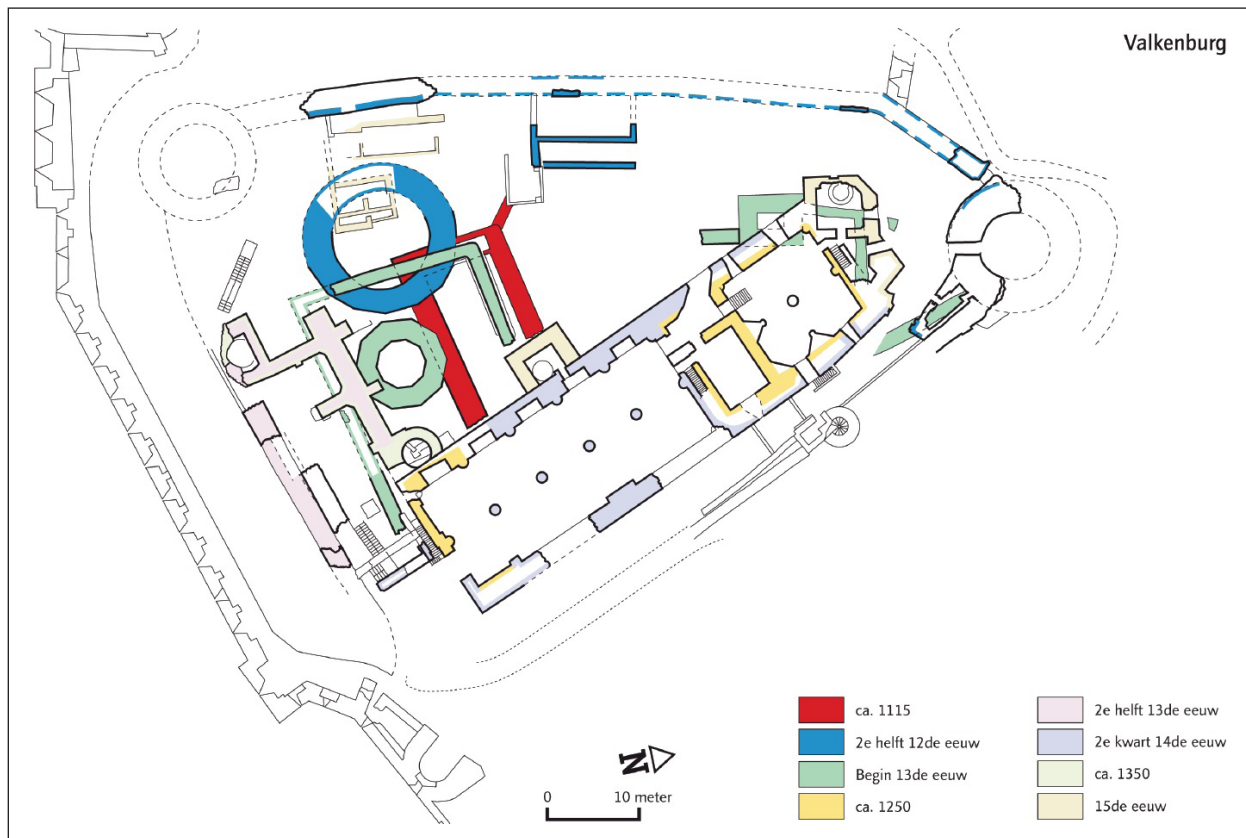 Valkenburg
ca. 1115
2e helft 12de eeuw
Begin 13de eeuw
ca. 1250
2e helft 13de eeuw
2e kwart 14de eeuw
ca. 1350
15de eeuw
N
0 10 meter